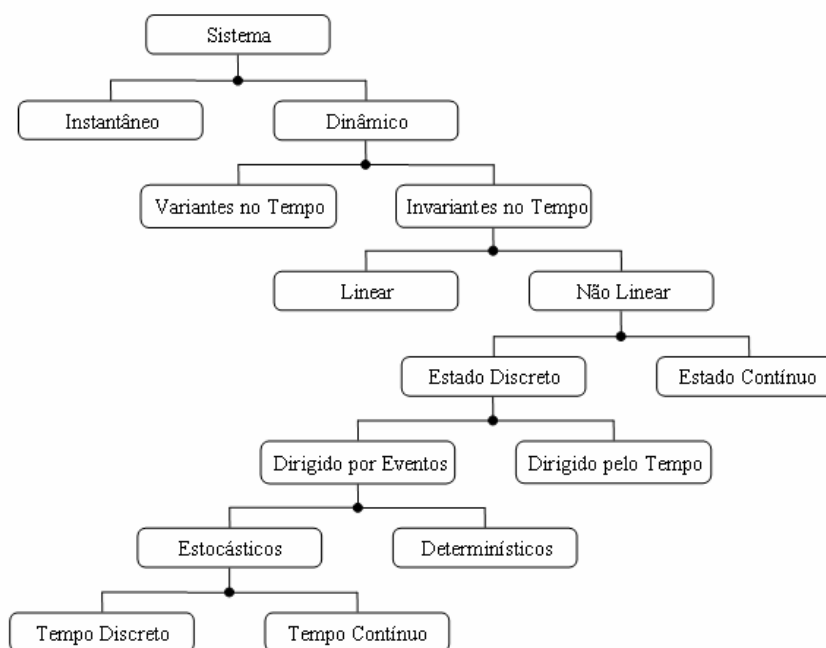 Sistema
Instantâneo
Dinâmico
Variantes no Tempo
Invariantes no Tempo
Linear
Não Linear
Estado Discreto
Estado Contínuo
Dirigido por Eventos
Dirigido pelo Tempo
Estocásticos
Determinísticos
Tempo Discreto
Tempo Contínuo